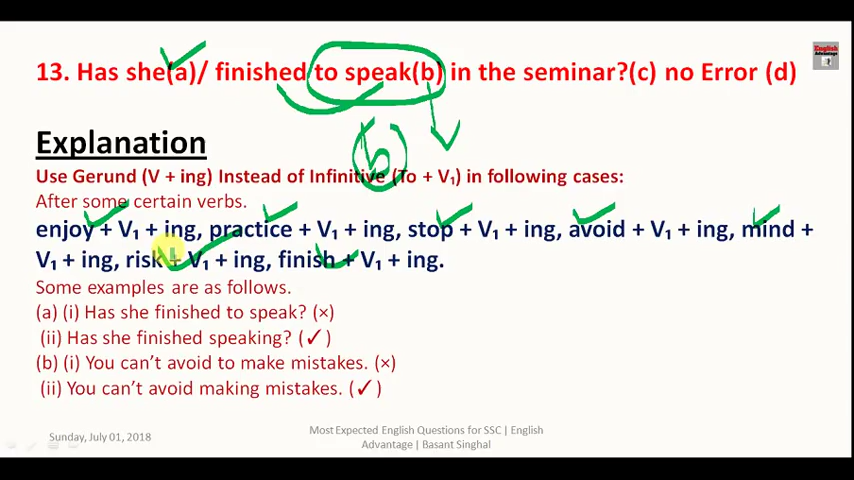 English
Advantage
13. Has she(a)/ finished to speak(b) in the seminar?(c) no Error (d)
b
Explanation
Use Gerund (V + ing) Instead of Infinitive (To + V₁) in following cases:
After some certain verbs.
enjoy + V₁ + ing, practice + V₁ + ing, stop + V₁ + ing, avoid + V₁ + ing, mind +
V₁ + ing, risk + V₁ + ing, finish + V₁ + ing.
Some examples are as follows.
(a) (i) Has she finished to speak? (×)
(ii) Has she finished speaking? (✓)
(b) (i) You can’t avoid to make mistakes. (×)
(ii) You can’t avoid making mistakes. (✓)
Sunday, July 01, 2018
Most Expected English Questions for SSC | English
Advantage | Basant Singhal